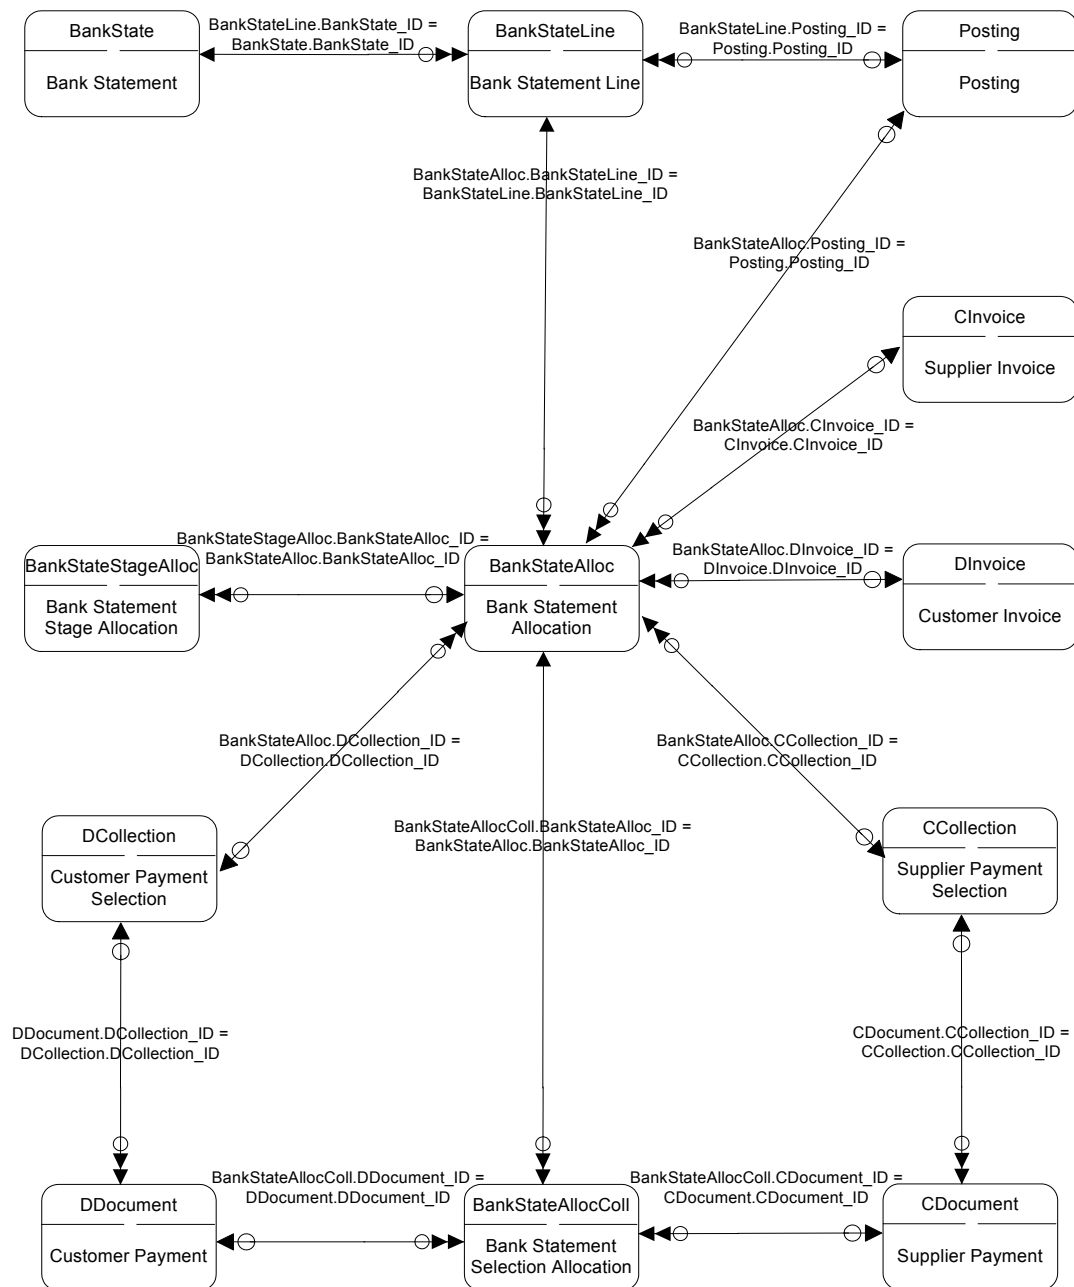 BankState
Bank Statement
BankStateLine.BankState_ID =
BankState.BankState_ID
BankStateLine
Bank Statement Line
BankStateLine.Posting_ID =
Posting.Posting_ID
Posting
Posting
BankStateAlloc.BankStateLine_ID =
BankStateLine.BankStateLine_ID
BankStateAlloc.Posting_ID =
Posting.Posting_ID
CInvoice
Supplier Invoice
BankStateAlloc.CInvoice_ID =
CInvoice.CInvoice_ID
BankStateStageAlloc
Bank Statement
Stage Allocation
BankStateStageAlloc.BankStateAlloc_ID =
BankStateAlloc.BankStateAlloc_ID
BankStateAlloc
Bank Statement
Allocation
BankStateAlloc.DInvoice_ID =
DInvoice.DInvoice_ID
DInvoice
Customer Invoice
BankStateAlloc.DCollection_ID =
DCollection.DCollection_ID
BankStateAlloc.CCollection_ID =
CCollection.CCollection_ID
DCollection
Customer Payment
Selection
BankStateAllocColl.BankStateAlloc_ID =
BankStateAlloc.BankStateAlloc_ID
CCollection
Supplier Payment
Selection
DDocument.DCollection_ID =
DCollection.DCollection_ID
CDocument.CCollection_ID =
CCollection.CCollection_ID
DDocument
Customer Payment
BankStateAllocColl.DDocument_ID =
DDocument.DDocument_ID
BankStateAllocColl
Bank Statement
Selection Allocation
BankStateAllocColl.CDocument_ID =
CDocument.CDocument_ID
CDocument
Supplier Payment